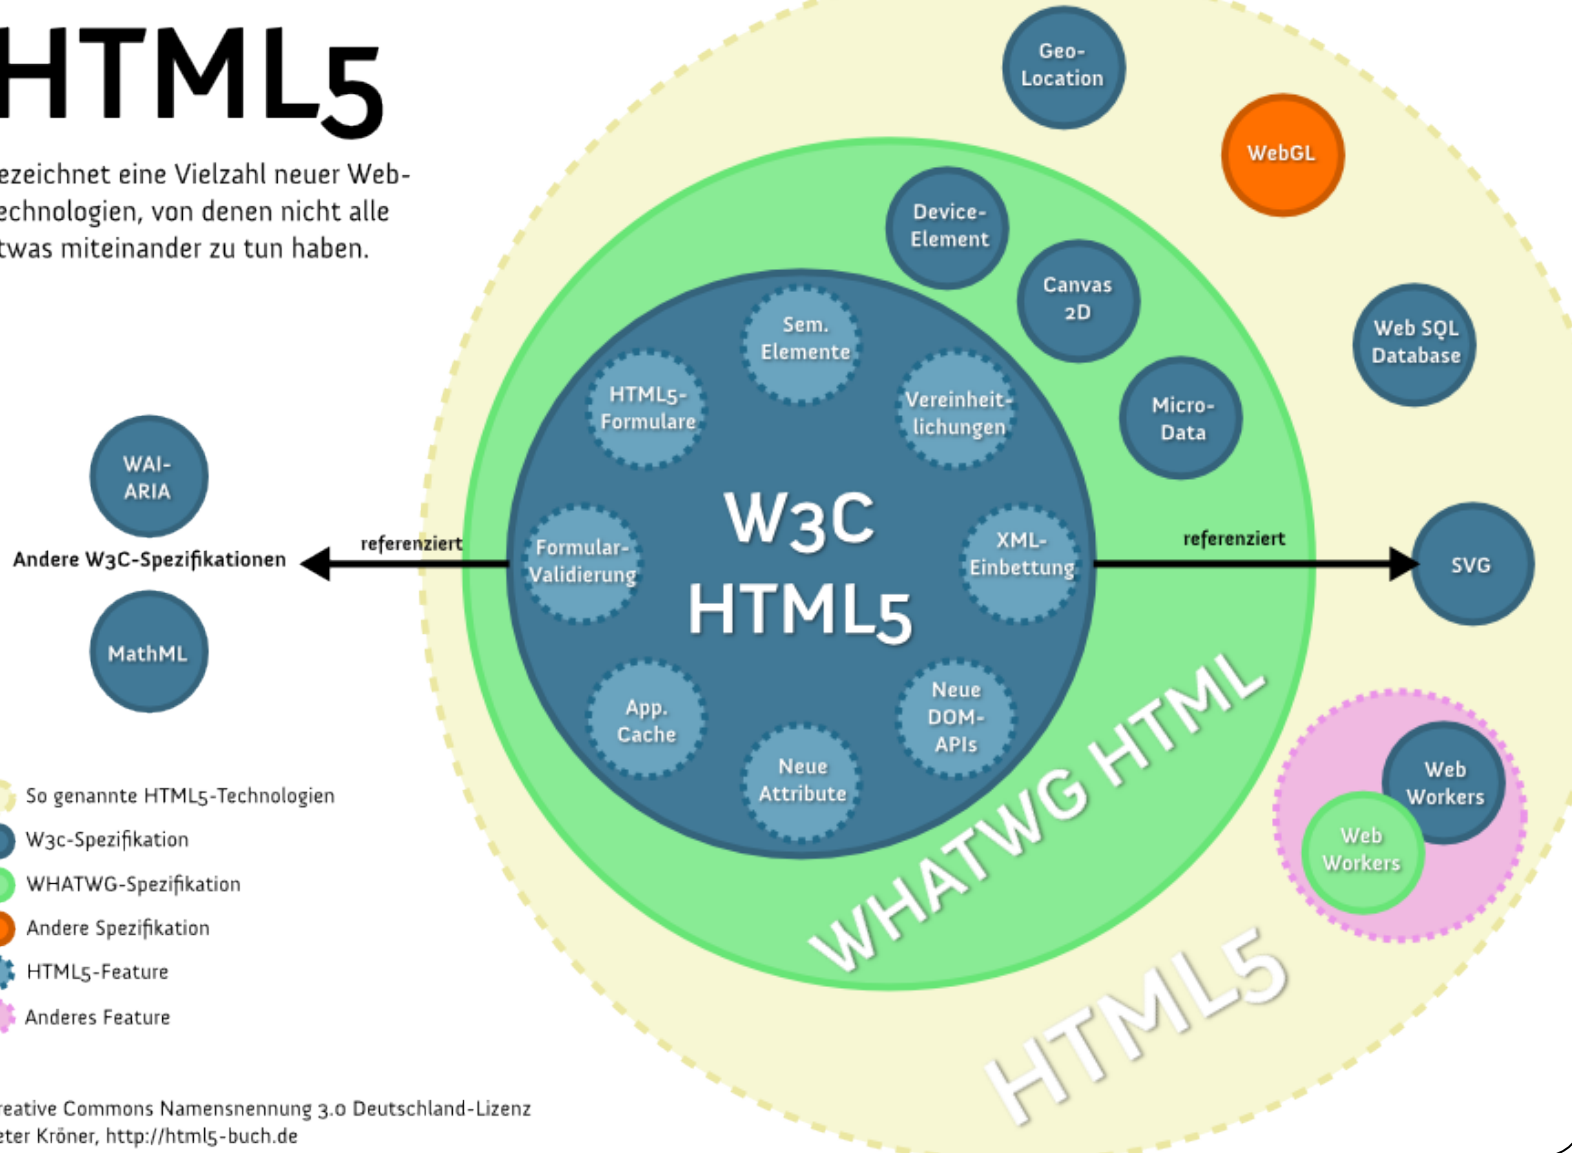 HTML5
ezeichnet eine Vielzahl neuer Web-
echnologien, von denen nicht alle
twas miteinander zu tun haben.
Geo-
Location
WebGL
Device-
Element
Canvas
2D
Web SQL
Database
Micro-
Data
Sem.
Elemente
HTML5-
Formulare
Vereinheit-
lichungen
W3C
HTML5
Formular-
Validierung
XML-
Einbettung
App.
Cache
Neue
Attribute
Neue
DOM-
APIs
WAI-
ARIA
Andere W3C-Spezifikationen
referenziert
MathML
referenziert
SVG
WHATWG HTML
Web
Workers
Web
Workers
HTML5
So genannte HTML5-Technologien
W3c-Spezifikation
WHATWG-Spezifikation
Andere Spezifikation
HTML5-Feature
Anderes Feature
reative Commons Namensnennung 3.0 Deutschland-Lizenz
eter Kröner, http://html5-buch.de